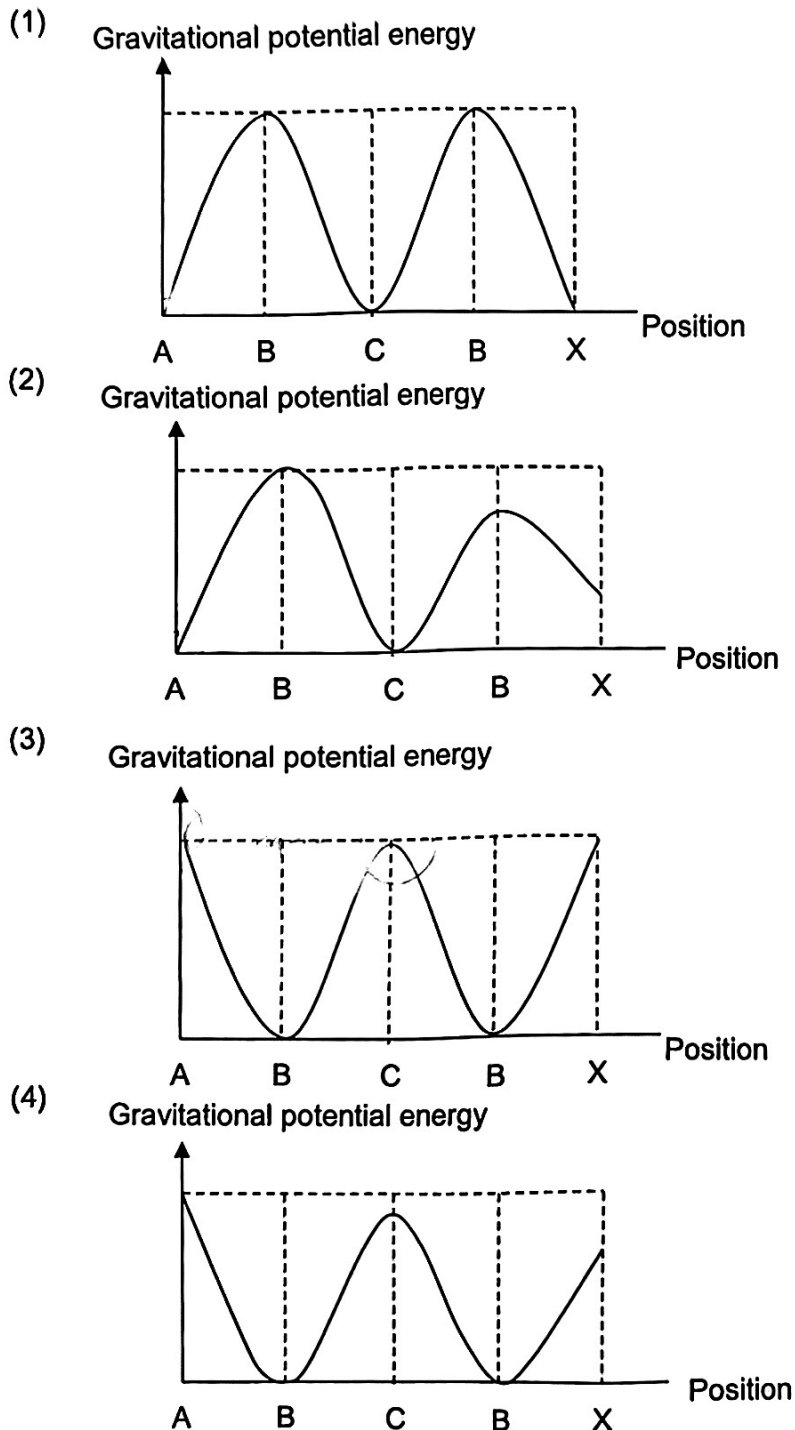 (1)
Gravitational potential energy
Position
A B C B X
(2)
Gravitational potential energy
Position
A B C B X
(3)
Gravitational potential energy
Position
A B C B X
(4)
Gravitational potential energy
Position
A B C B X